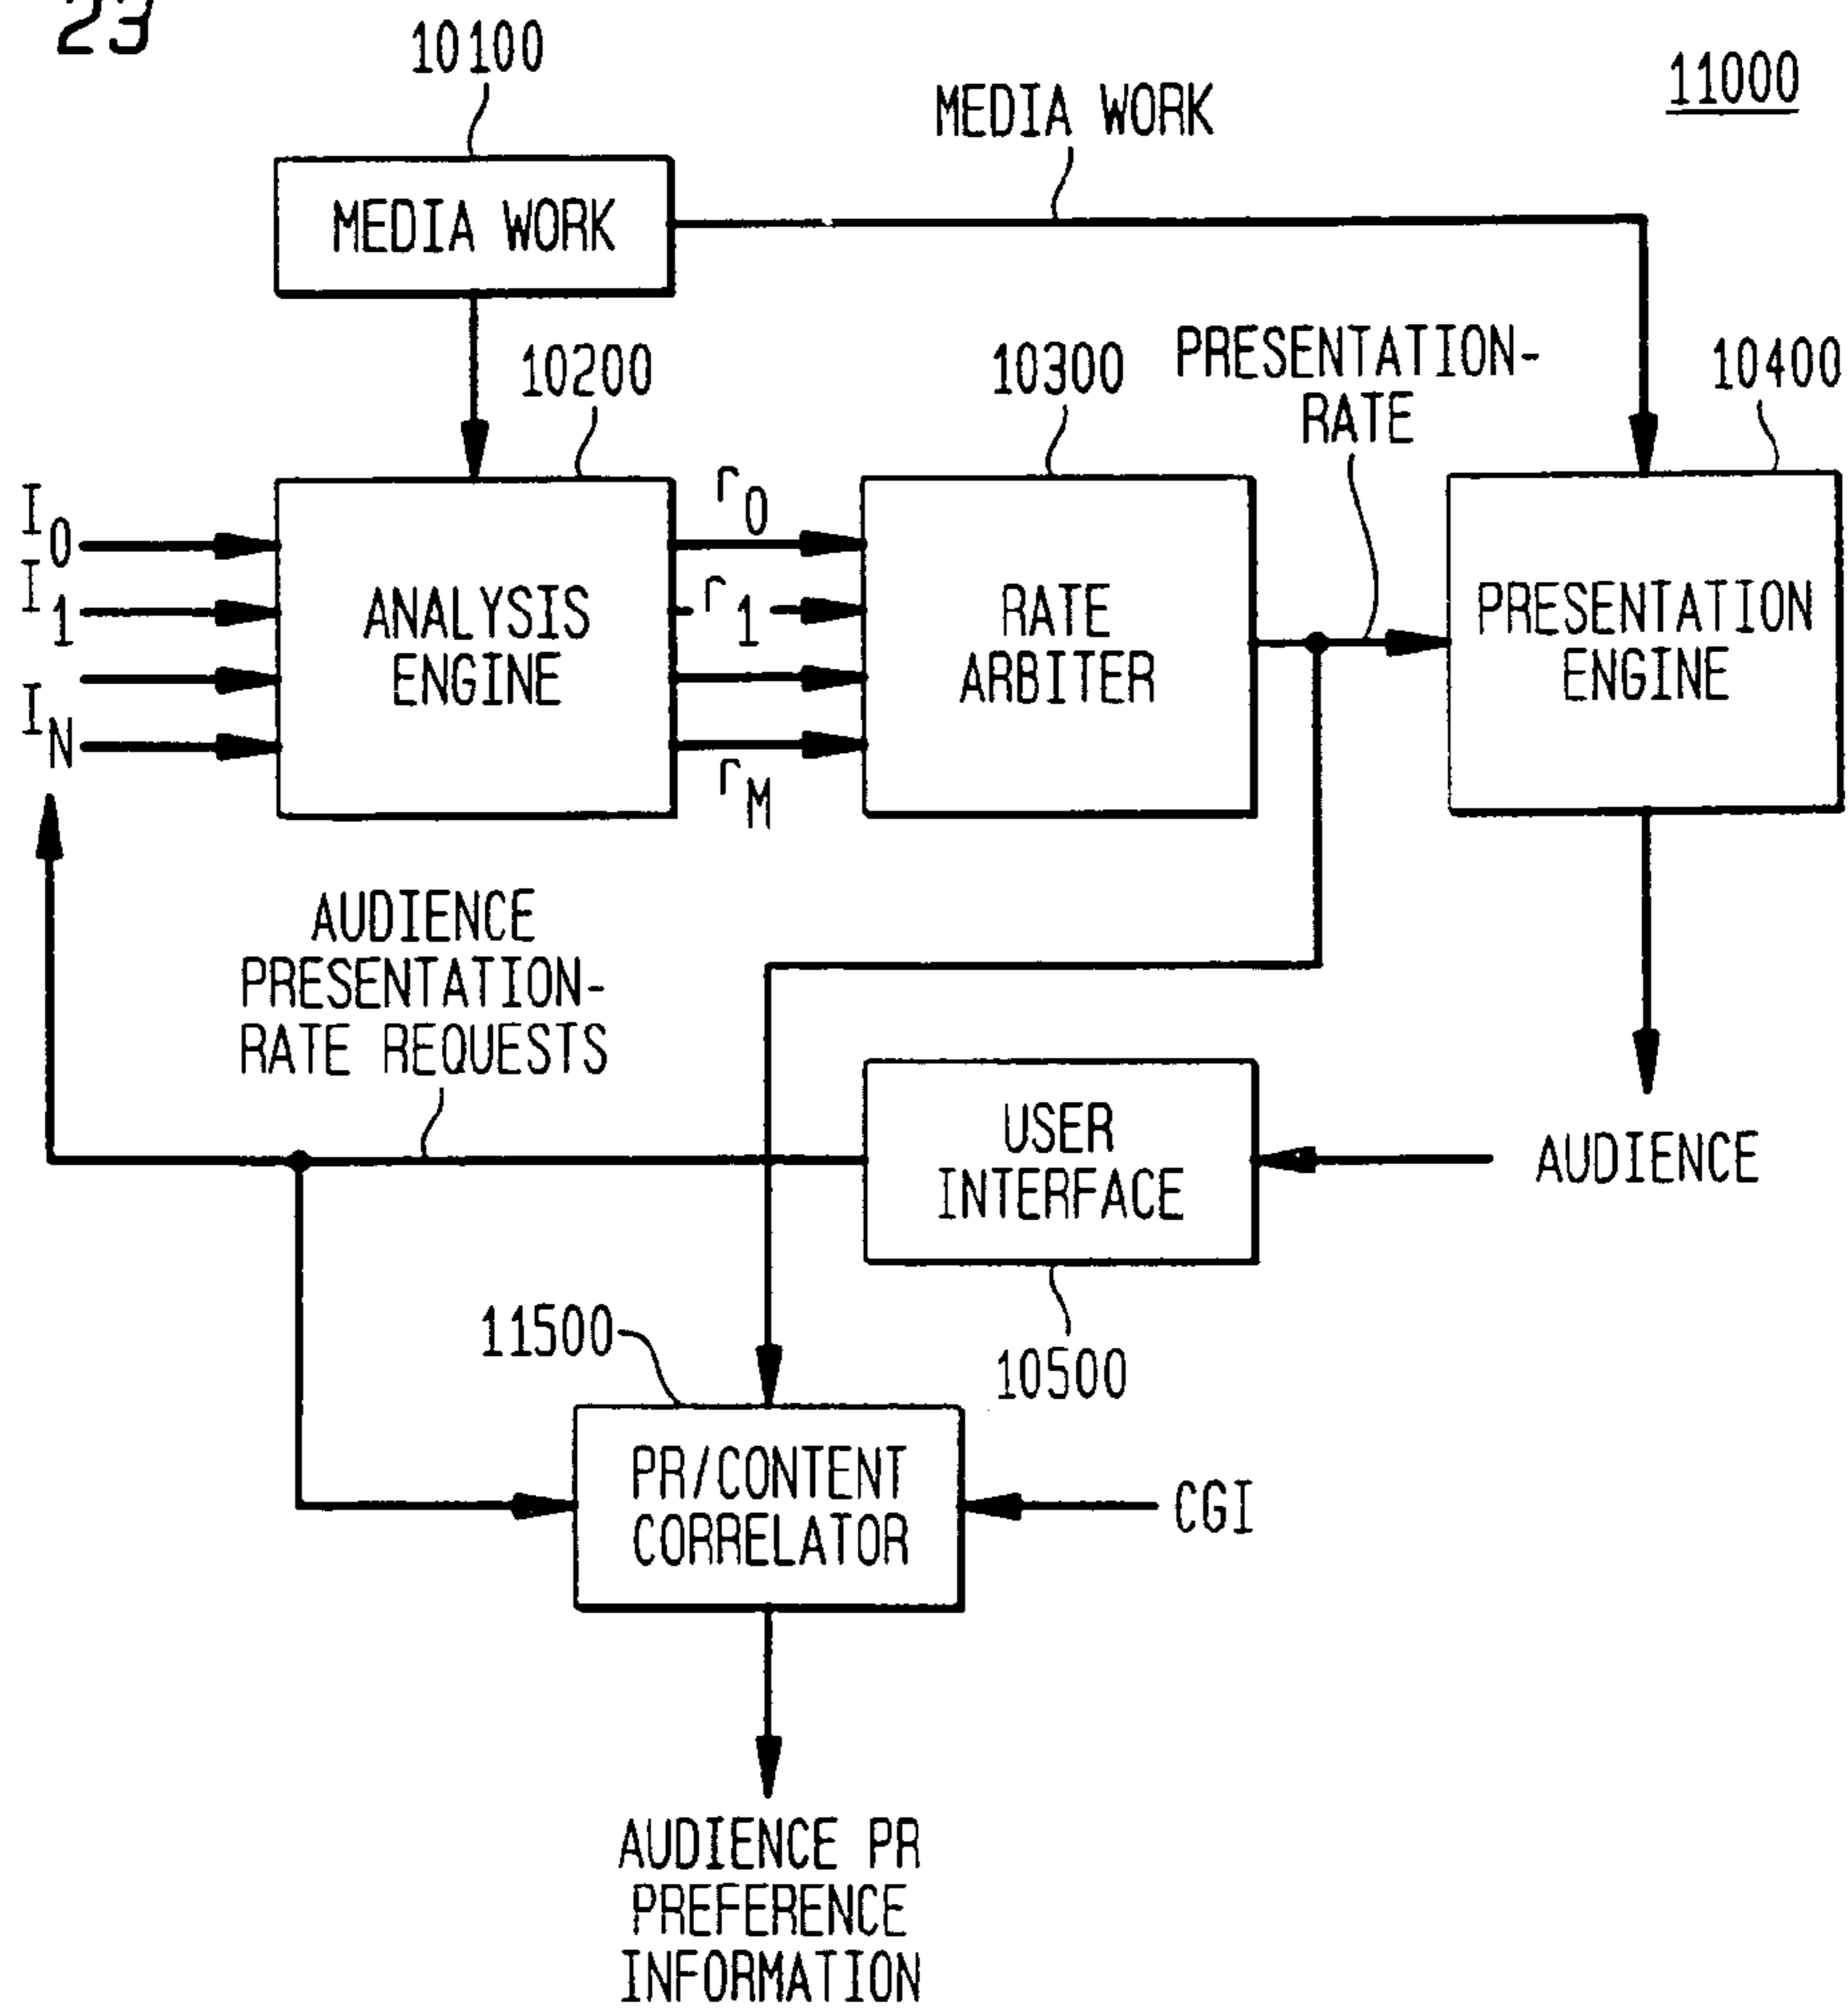 23
10100
MEDIA WORK
11000
MEDIA WORK
10200
10300
PRESENTATION-
RATE
10400
I0
I1
IN
ANALYSIS
ENGINE
r0
r1
rM
RATE
ARBITER
PRESENTATION
ENGINE
AUDIENCE
PRESENTATION-
RATE REQUESTS
USER
INTERFACE
AUDIENCE
11500
10500
PR/CONTENT
CORRELATOR
CGI
AUDIENCE PR
PREFERENCE
INFORMATION